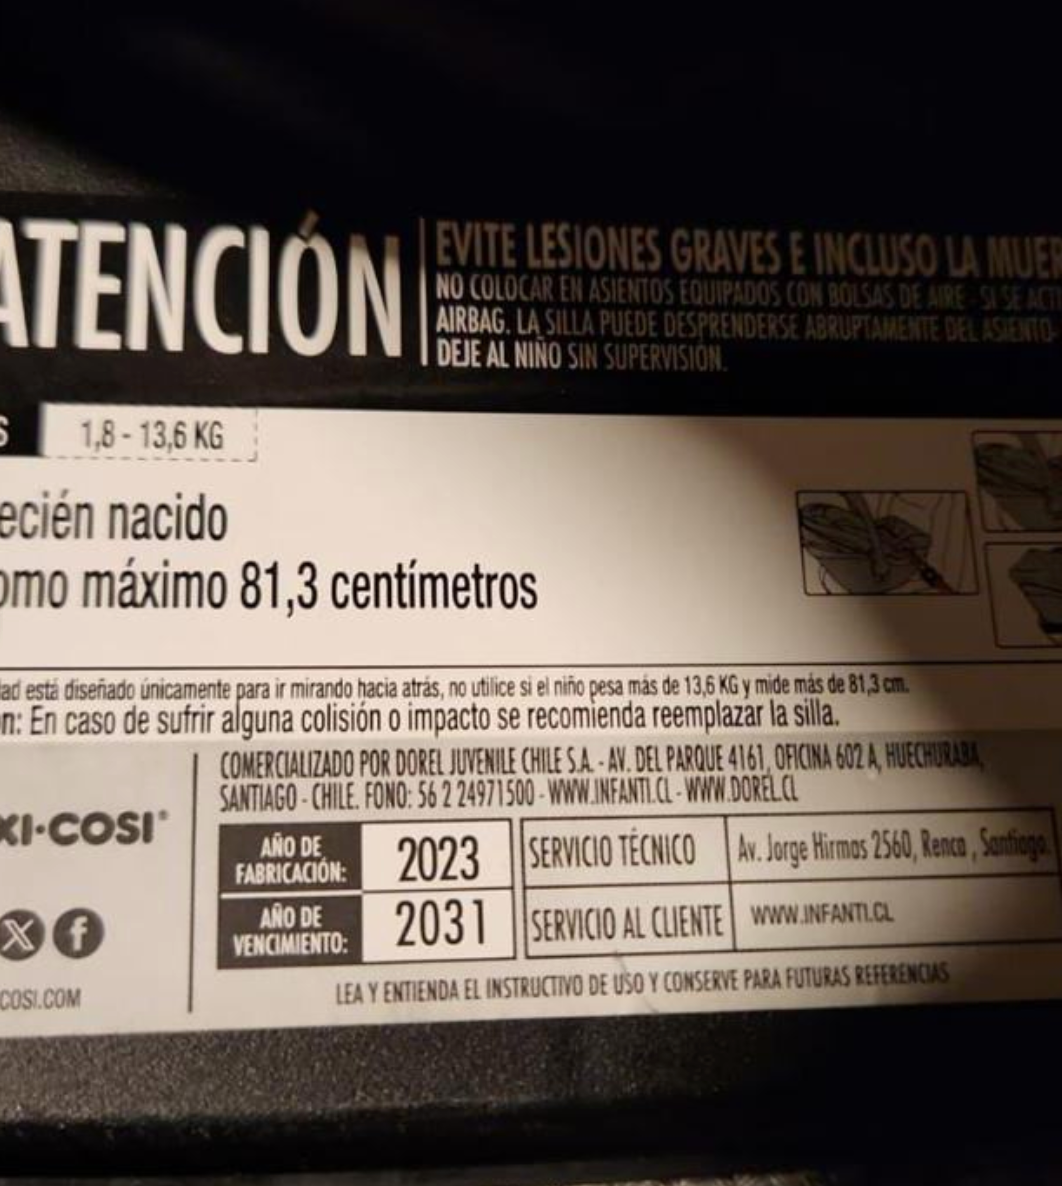 ATENCIÓN
EVITE LESIONES GRAVES E INCLUSO LA MUER
NO COLOCAR EN ASIENTOS EQUIPADOS CON BOLSAS DE AIRE - SI SE ACT
AIRBAG. LA SILLA PUEDE DESPRENDERSE ABRUPTAMENTE DEL ASIENTO
DEJE AL NIÑO SIN SUPERVISIÓN.
S 1,8 - 13,6 KG
ecién nacido
omo máximo 81,3 centímetros
dad está diseñado únicamente para ir mirando hacia atrás, no utilice si el niño pesa más de 13,6 KG y mide más de 81,3 cm.
n: En caso de sufrir alguna colisión o impacto se recomienda reemplazar la silla.
XI·COSI®
COSI.COM
COMERCIALIZADO POR DOREL JUVENILE CHILE S.A. - AV. DEL PARQUE 4161, OFICINA 602 A, HUECHURABA,
SANTIAGO - CHILE. FONO: 56 2 24971500 - WWW.INFANTI.CL - WWW.DOREL.CL
AÑO DE
FABRICACIÓN:
2023
SERVICIO TÉCNICO
Av. Jorge Hirmas 2560, Renca, Santiago.
AÑO DE
VENCIMIENTO:
2031
SERVICIO AL CLIENTE
WWW.INFANTI.CL
LEA Y ENTIENDA EL INSTRUCTIVO DE USO Y CONSERVE PARA FUTURAS REFERENCIAS